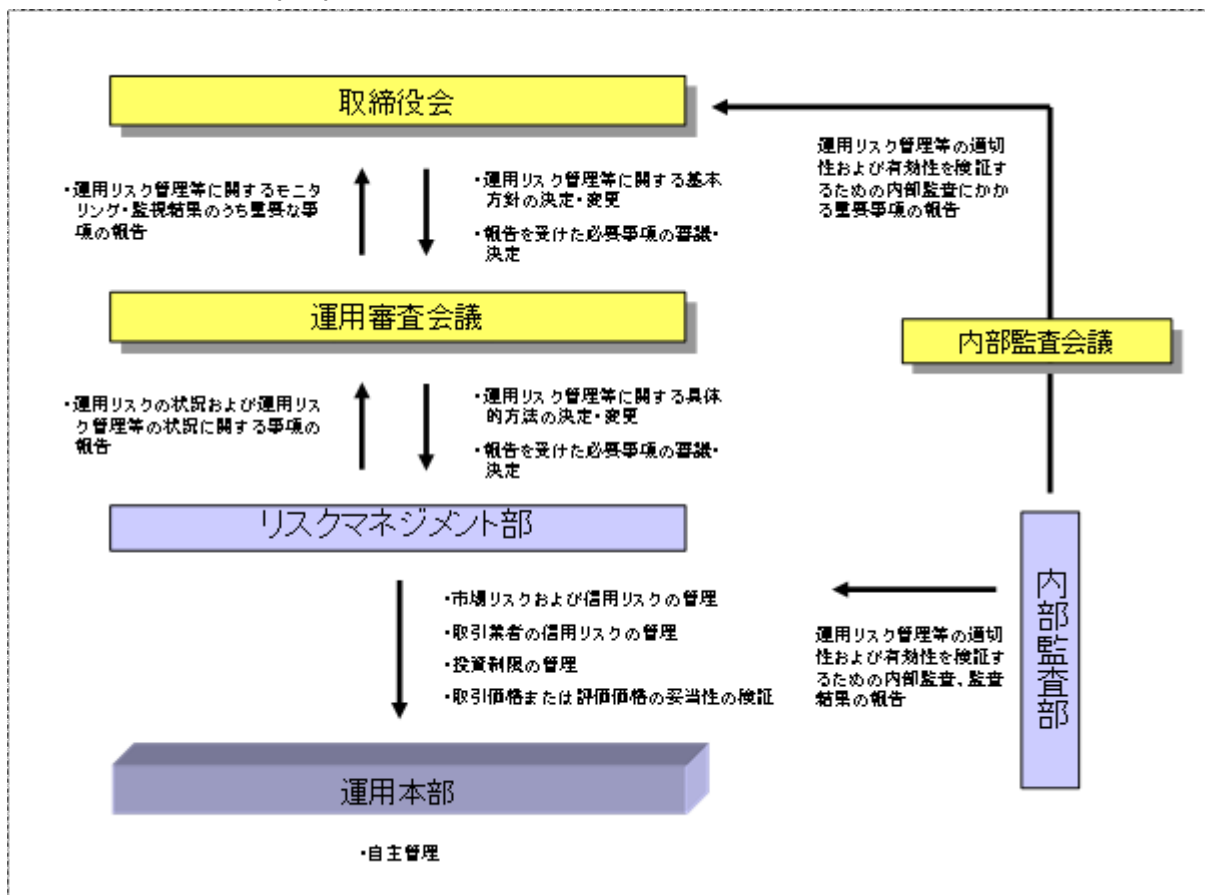 取締役会
・運用リスク管理等に関するモニ
タリング・監視結果のうち重要な事
項の報告
・運用リスク管理等に関する基本
方針の決定・変更
・報告を受けた必要事項の審議・
決定
運用リスク管理等の適切
性および有効性を検証す
るための内部監査にかか
る重要事項の報告
運用審査会議
内部監査会議
・運用リスクの状況および運用リス
ク管理等の状況に関する事項の
報告
・運用リスク管理等に関する具体
的方法の決定・変更
・報告を受けた必要事項の審議・
決定
リスクマネジメント部
内部監査部
・市場リスクおよび信用リスクの管理
・取引業者の信用リスクの管理
・投資制限の管理
・取引価格または評価価格の妥当性の検証
運用リスク管理等の適切
性および有効性を検証す
るための内部監査、監査
結果の報告
運用本部
・自主管理